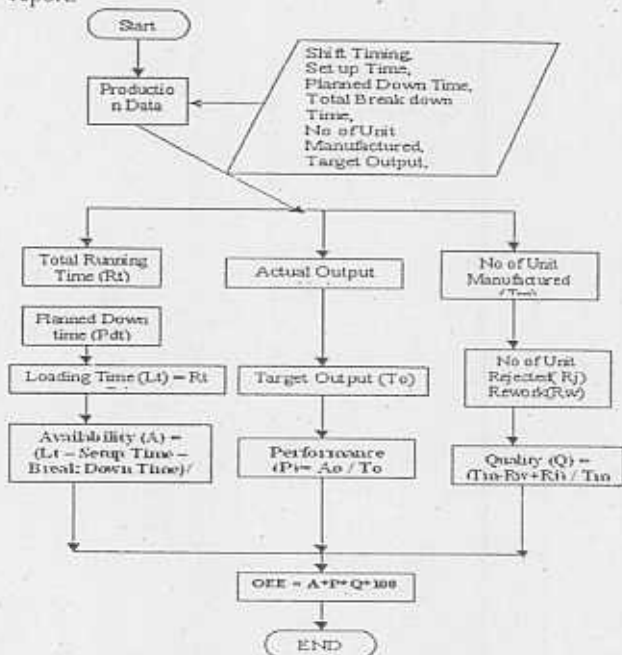 report.
Start
Productio
n Data
Shift Timing,
Set up Time,
Planned Down Time,
Total Break down
Time,
No of Unit
Manufactured,
Target Output,
Total Running
Time (Rt)
Planned Down
time (Pdt)
Loading Time (Lt) = Rt
Availability (A) =
(Lt – Setup Time –
Break Down Time)/
Actual Output
Target Output (To)
Performance
(P)= Ao / To
No of Unit
Manufactured
No of Unit
Rejected( Rj)
Rework(Rw)
Quality (Q) =
(Tm-Rw+Rj) / Tm
OEE = A*P*Q*100
END